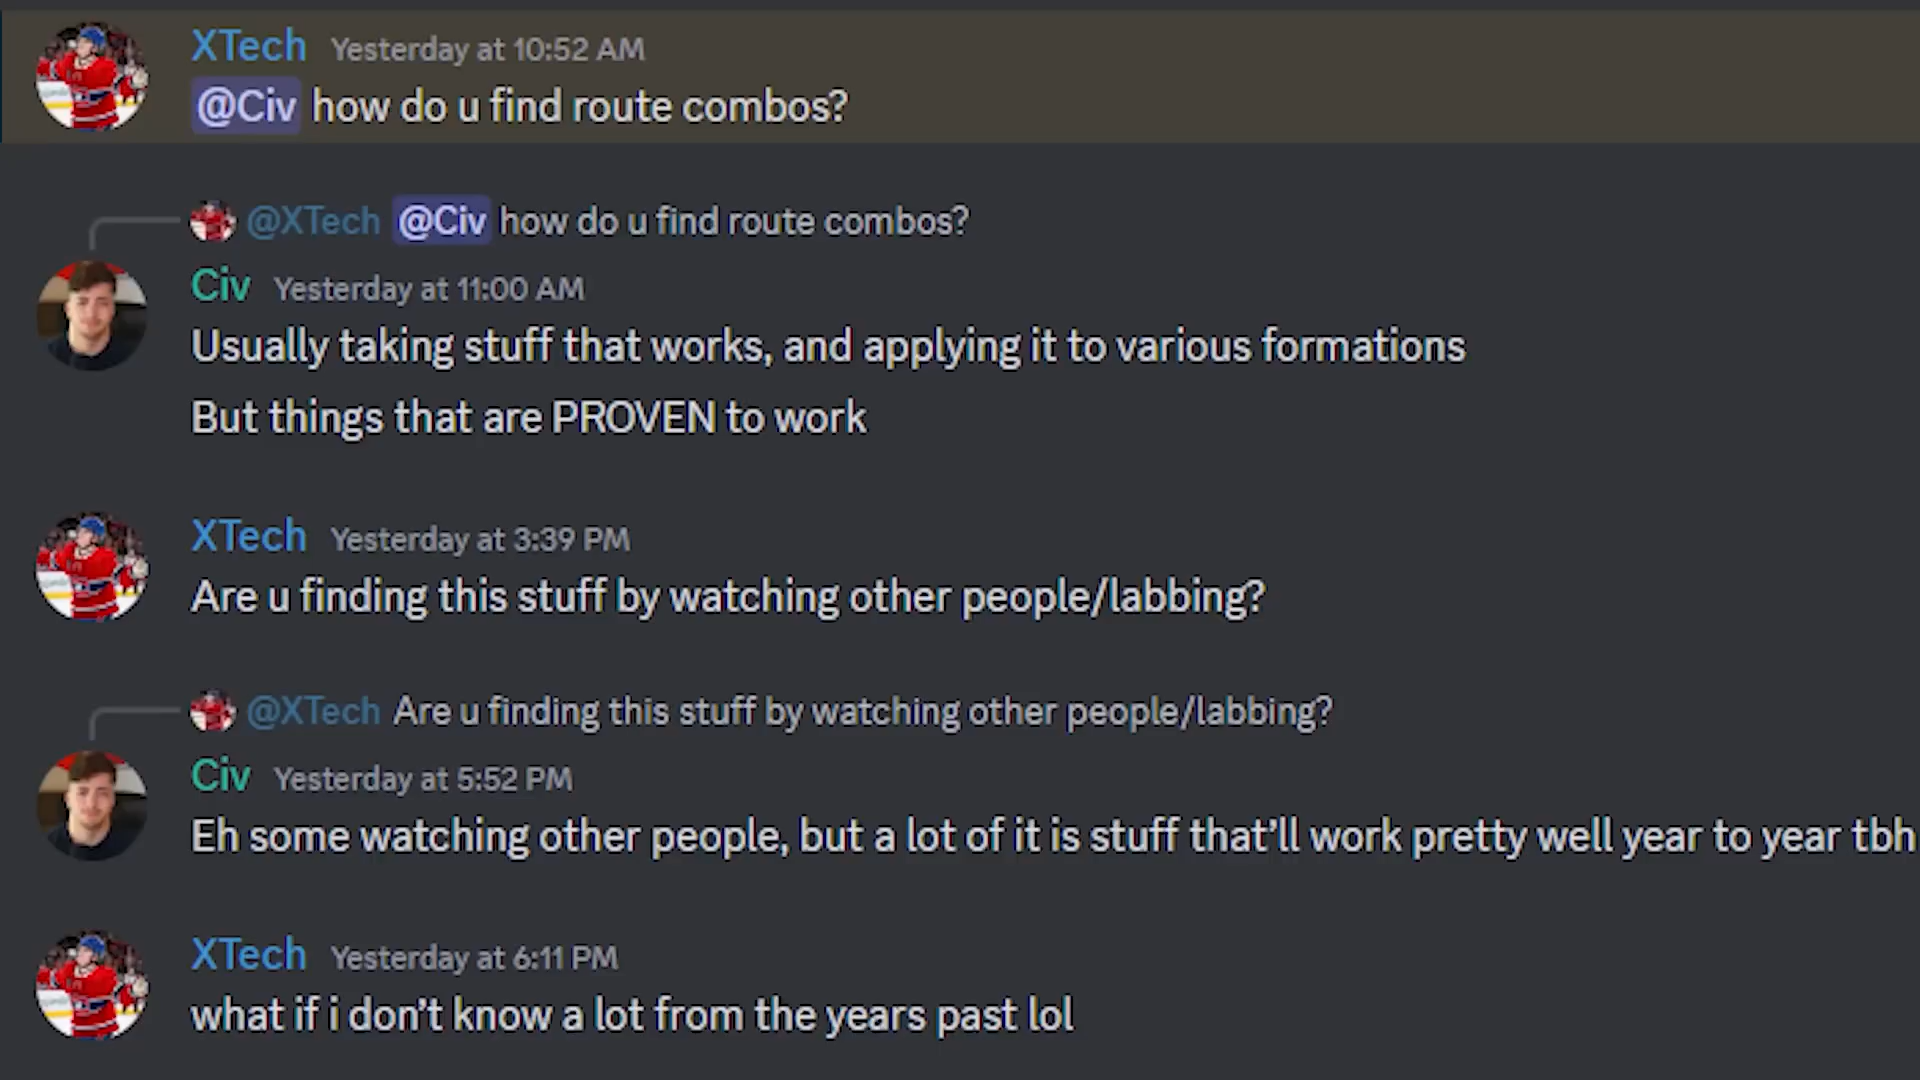 XTech Yesterday at 10:52 AM
@Civ how do u find route combos?
@XTech @Civ how do u find route combos?
Civ Yesterday at 11:00 AM
Usually taking stuff that works, and applying it to various formations
But things that are PROVEN to work
XTech Yesterday at 3:39 PM
Are u finding this stuff by watching other people/labbing?
@XTech Are u finding this stuff by watching other people/labbing?
Civ Yesterday at 5:52 PM
Eh some watching other people, but a lot of it is stuff that’ll work pretty well year to year tbh
XTech Yesterday at 6:11 PM
what if i don’t know a lot from the years past lol